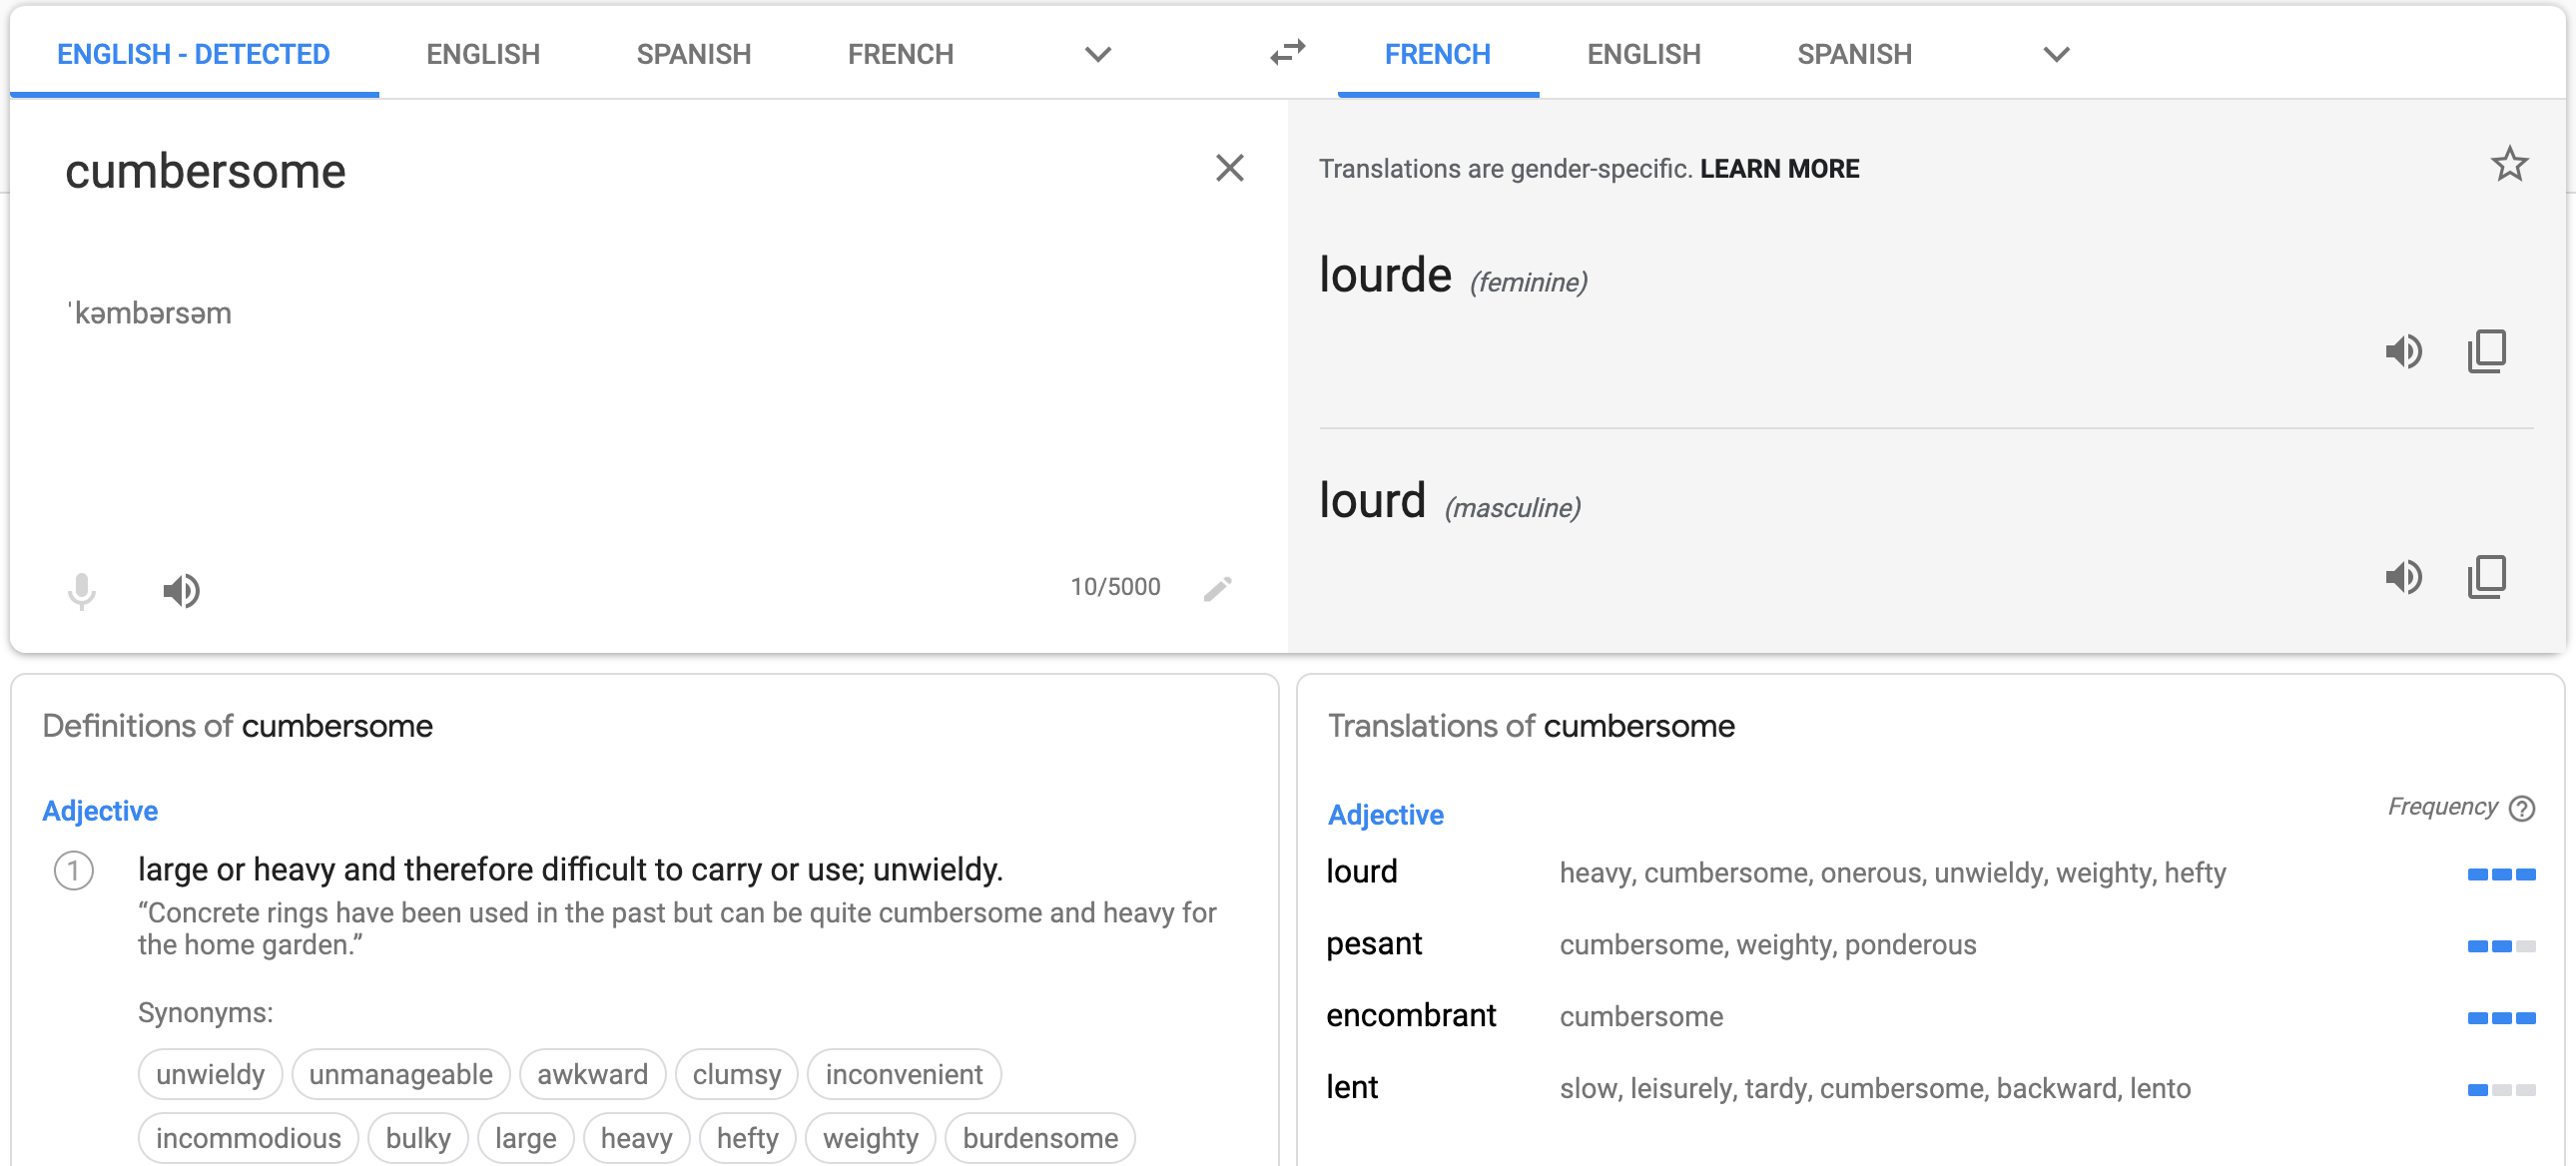 ENGLISH - DETECTED ENGLISH SPANISH FRENCH FRENCH ENGLISH SPANISH
cumbersome
ˈkəmbərsəm
10/5000
Translations are gender-specific. LEARN MORE
lourde (feminine)
lourd (masculine)
Definitions of cumbersome
Adjective
1 large or heavy and therefore difficult to carry or use; unwieldy.
“Concrete rings have been used in the past but can be quite cumbersome and heavy for
the home garden.”
Synonyms:
unwieldy unmanageable awkward clumsy inconvenient
incommodious bulky large heavy hefty weighty burdensome
Translations of cumbersome
Adjective Frequency ?
lourd heavy, cumbersome, onerous, unwieldy, weighty, hefty
pesant cumbersome, weighty, ponderous
encombrant cumbersome
lent slow, leisurely, tardy, cumbersome, backward, lento